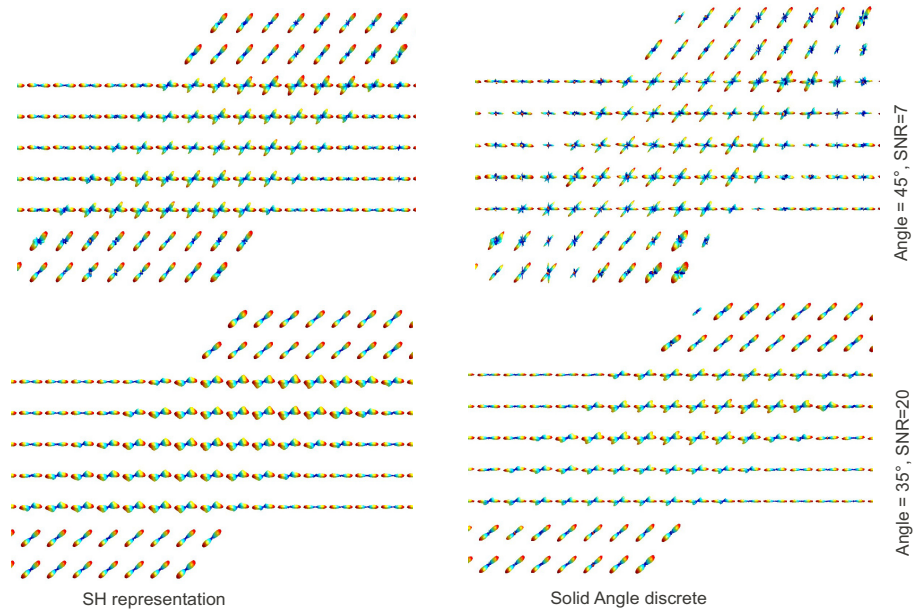 Angle = 45°, SNR=7
Angle = 35°, SNR=20
SH representation
Solid Angle discrete